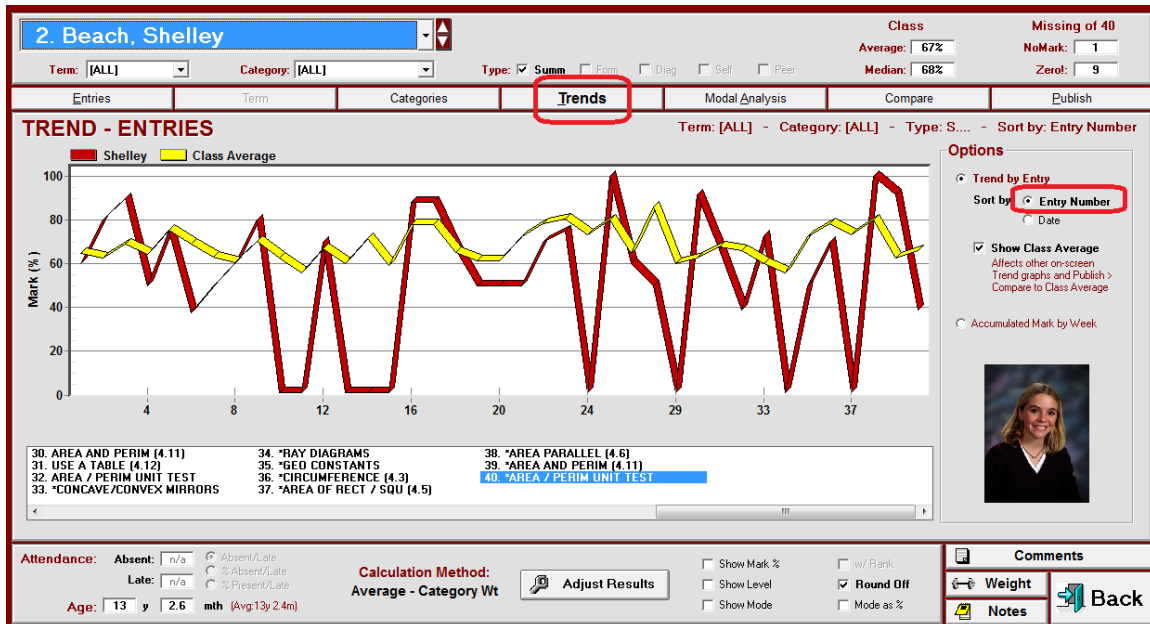 2. Beach, Shelley
Class
Missing of 40
Average: 67%
NoMark: 1
Term: [ALL]
Category: [ALL]
Type: Summ Form Diag Self Peer
Median: 68%
Zero!: 9
Entries
Term
Categories
Trends
Modal Analysis
Compare
Publish
TREND - ENTRIES
Term: [ALL] - Category: [ALL] - Type: S.... - Sort by: Entry Number
Shelley
Class Average
Options
Trend by Entry
Sort by Entry Number
Date
Show Class Average
Affects other on-screen
Trend graphs and Publish >
Compare to Class Average
Accumulated Mark by Week
Mark (%)
100
80
60
40
20
0
4 8 12 16 20 24 29 33 37
30. AREA AND PERIM (4.11)
31. USE A TABLE (4.12)
32. AREA / PERIM UNIT TEST
33. *CONCAVE/CONVEX MIRRORS
34. *RAY DIAGRAMS
35. *GEO CONSTANTS
36. *CIRCUMFERENCE (4.3)
37. *AREA OF RECT / SQU (4.5)
38. *AREA PARALLEL (4.6)
39. *AREA AND PERIM (4.11)
40. *AREA / PERIM UNIT TEST
Attendance:
Absent: n/a
Late: n/a
Absent/Late
% Absent/Late
% Present/Late
Age: 13 y 2.6 mth (Avg:13y 2.4m)
Calculation Method:
Average - Category Wt
Adjust Results
Show Mark %
Show Level
Show Mode
w/ Rank
Round Off
Mode as %
Comments
Weight
Notes
Back